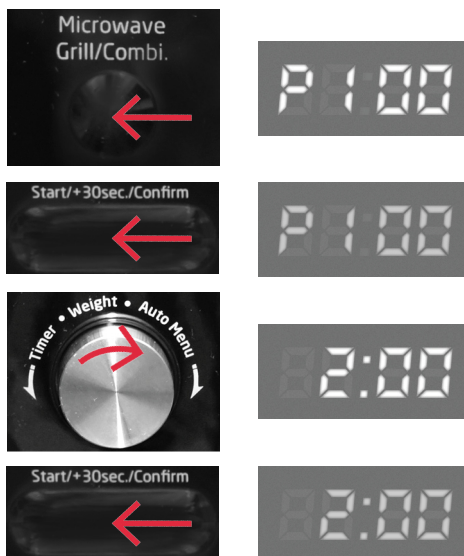 Microwave
Grill/Combi.
P1:00
Start/+30sec./Confirm
P1:00
Timer • Weight • Auto Menu
2:00
Start/+30sec./Confirm
2:00